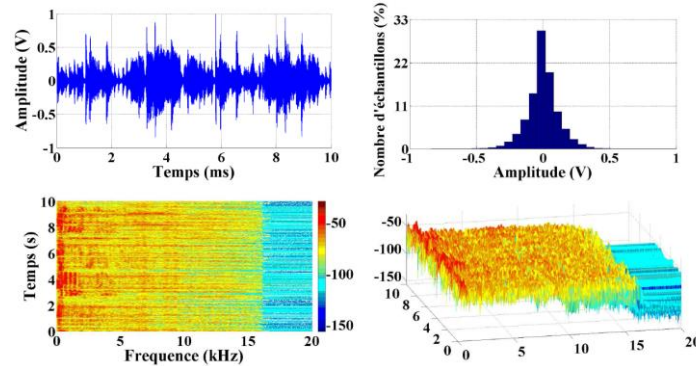 1
0.5
0
-0.5
-1
Amplitude (V)
0 2 4 6 8 10
Temps (ms)
33
22
11
0
Nombre d'échantillons (%)
-1 -0.5 0 0.5 1
Amplitude (V)
10
8
6
4
2
0
Temps (s)
0 5 10 15 20
Frequence (kHz)
-50
-100
-150
-50
-100
-150
10
8
6
4
2
0
0 5 10 15 20